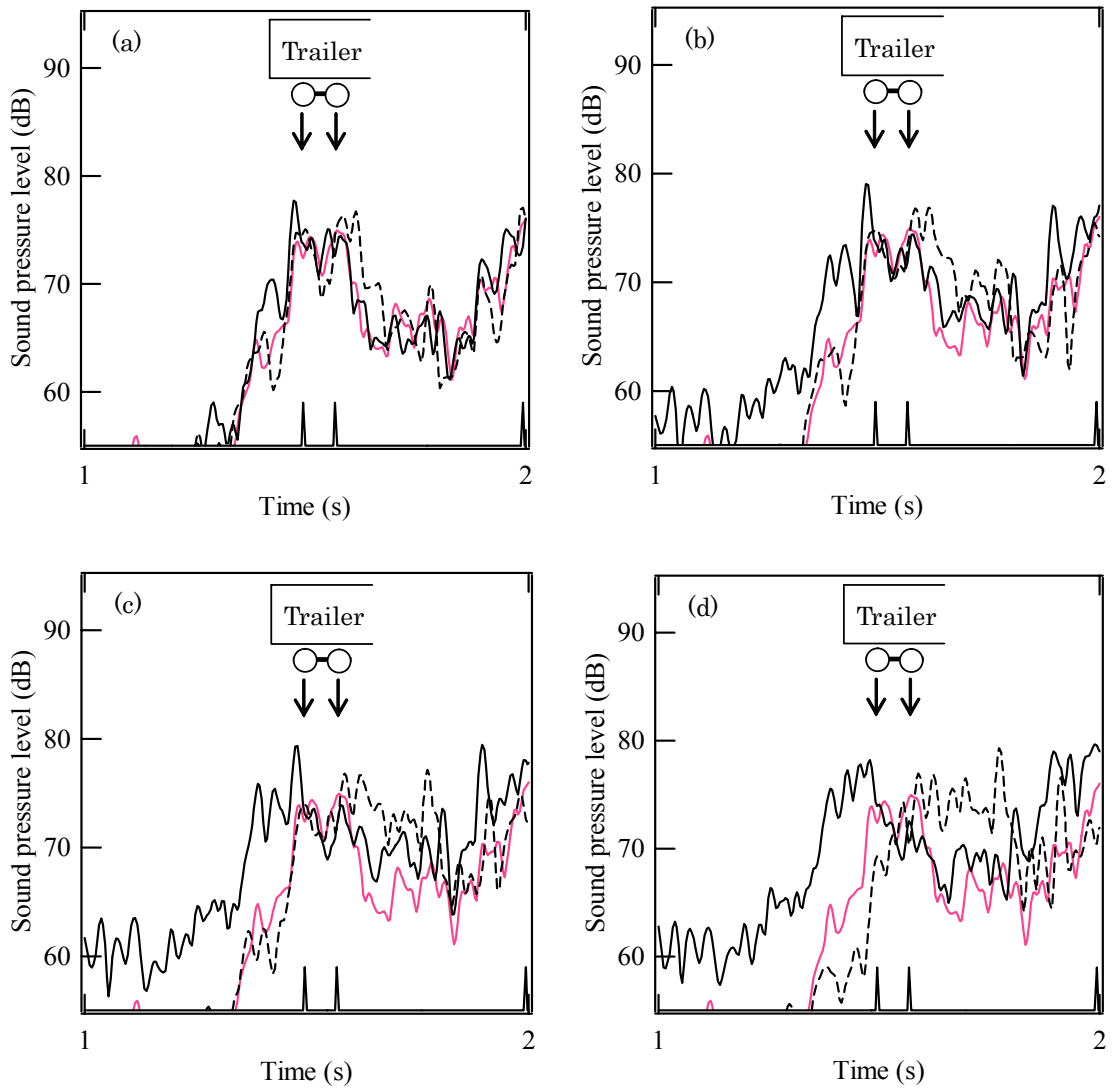 (a)
Trailer
Sound pressure level (dB)
90
80
70
60
1
2
Time (s)
(b)
Trailer
Sound pressure level (dB)
90
80
70
60
1
2
Time (s)
(c)
Trailer
Sound pressure level (dB)
90
80
70
60
1
2
Time (s)
(d)
Trailer
Sound pressure level (dB)
90
80
70
60
1
2
Time (s)